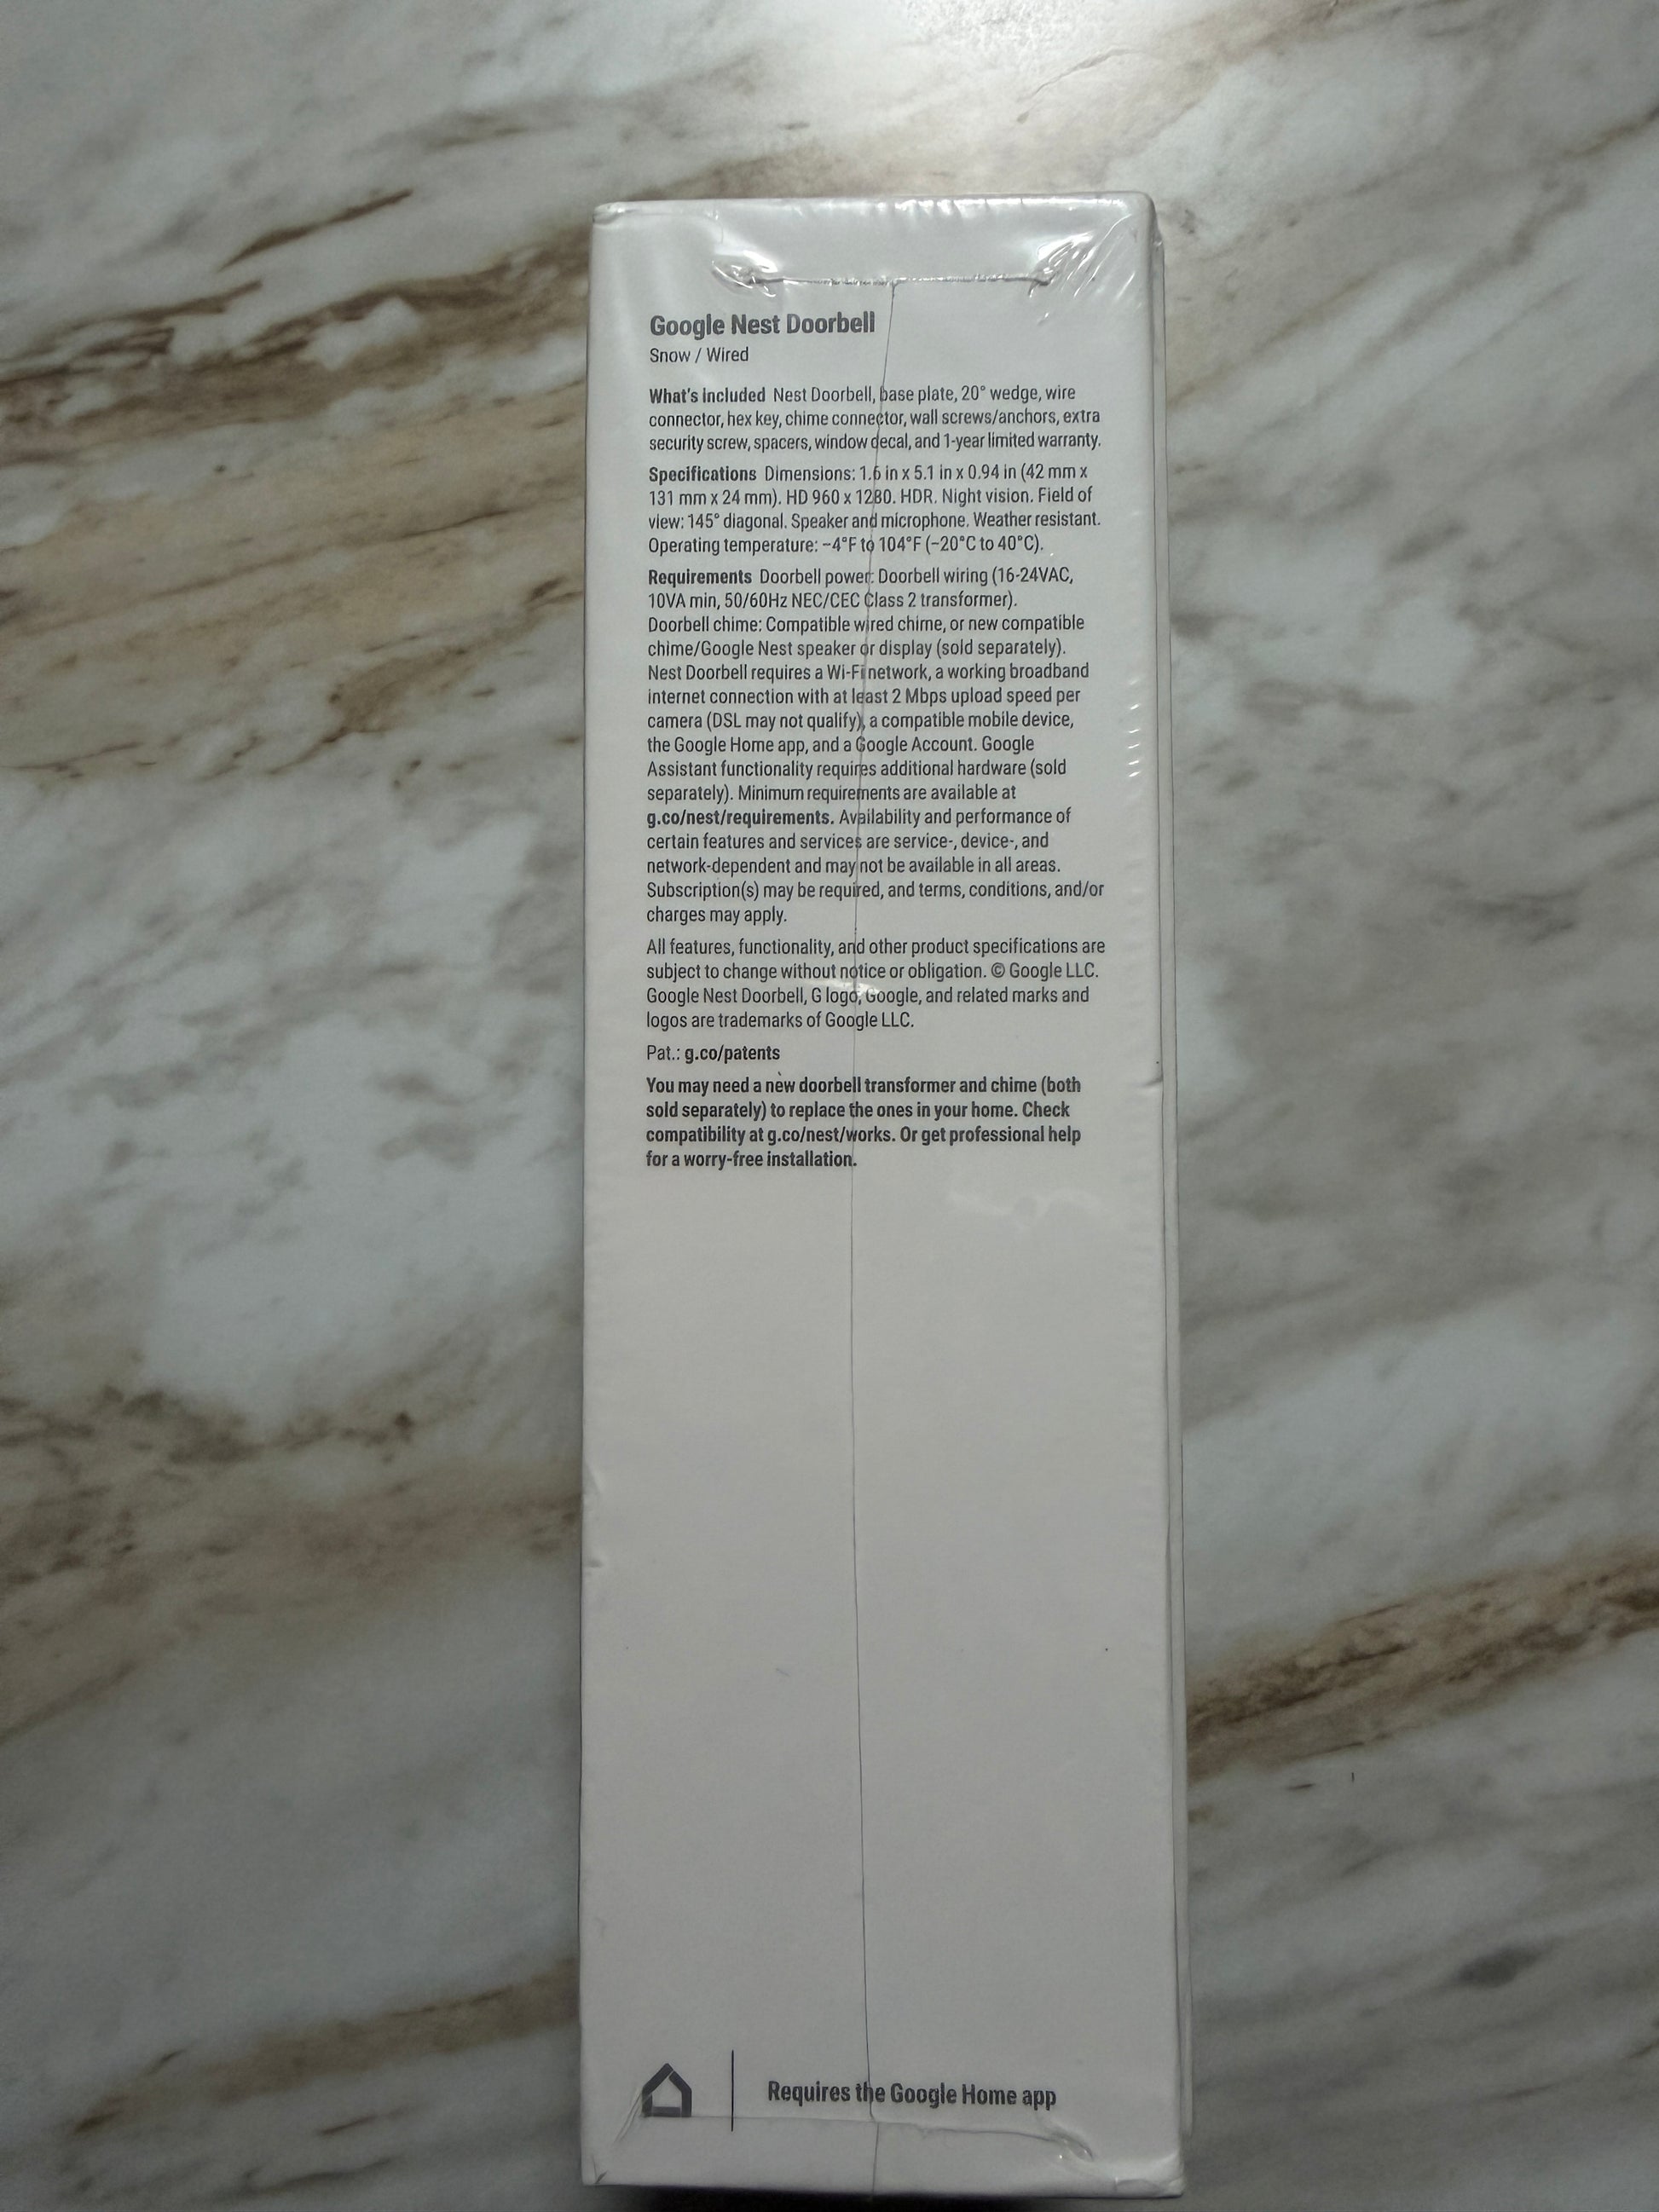 Google Nest Doorbell
Snow / Wired
What's included Nest Doorbell, base plate, 20° wedge, wire
connector, hex key, chime connector, wall screws/anchors, extra
security screw, spacers, window decal, and 1-year limited warranty.
Specifications Dimensions: 1.6 in x 5.1 in x 0.94 in (42 mm x
131 mm x 24 mm). HD 960 x 1280. HDR. Night vision. Field of
view: 145° diagonal. Speaker and microphone. Weather resistant.
Operating temperature: −4°F to 104°F (−20°C to 40°C).
Requirements Doorbell power: Doorbell wiring (16-24VAC,
10VA min, 50/60Hz NEC/CEC Class 2 transformer).
Doorbell chime: Compatible wired chime, or new compatible
chime/Google Nest speaker or display (sold separately).
Nest Doorbell requires a Wi-Fi network, a working broadband
internet connection with at least 2 Mbps upload speed per
camera (DSL may not qualify), a compatible mobile device,
the Google Home app, and a Google Account. Google
Assistant functionality requires additional hardware (sold
separately). Minimum requirements are available at
g.co/nest/requirements. Availability and performance of
certain features and services are service-, device-, and
network-dependent and may not be available in all areas.
Subscription(s) may be required, and terms, conditions, and/or
charges may apply.
All features, functionality, and other product specifications are
subject to change without notice or obligation. © Google LLC.
Google Nest Doorbell, G logo, Google, and related marks and
logos are trademarks of Google LLC.
Pat.: g.co/patents
You may need a new doorbell transformer and chime (both
sold separately) to replace the ones in your home. Check
compatibility at g.co/nest/works. Or get professional help
for a worry-free installation.
Requires the Google Home app